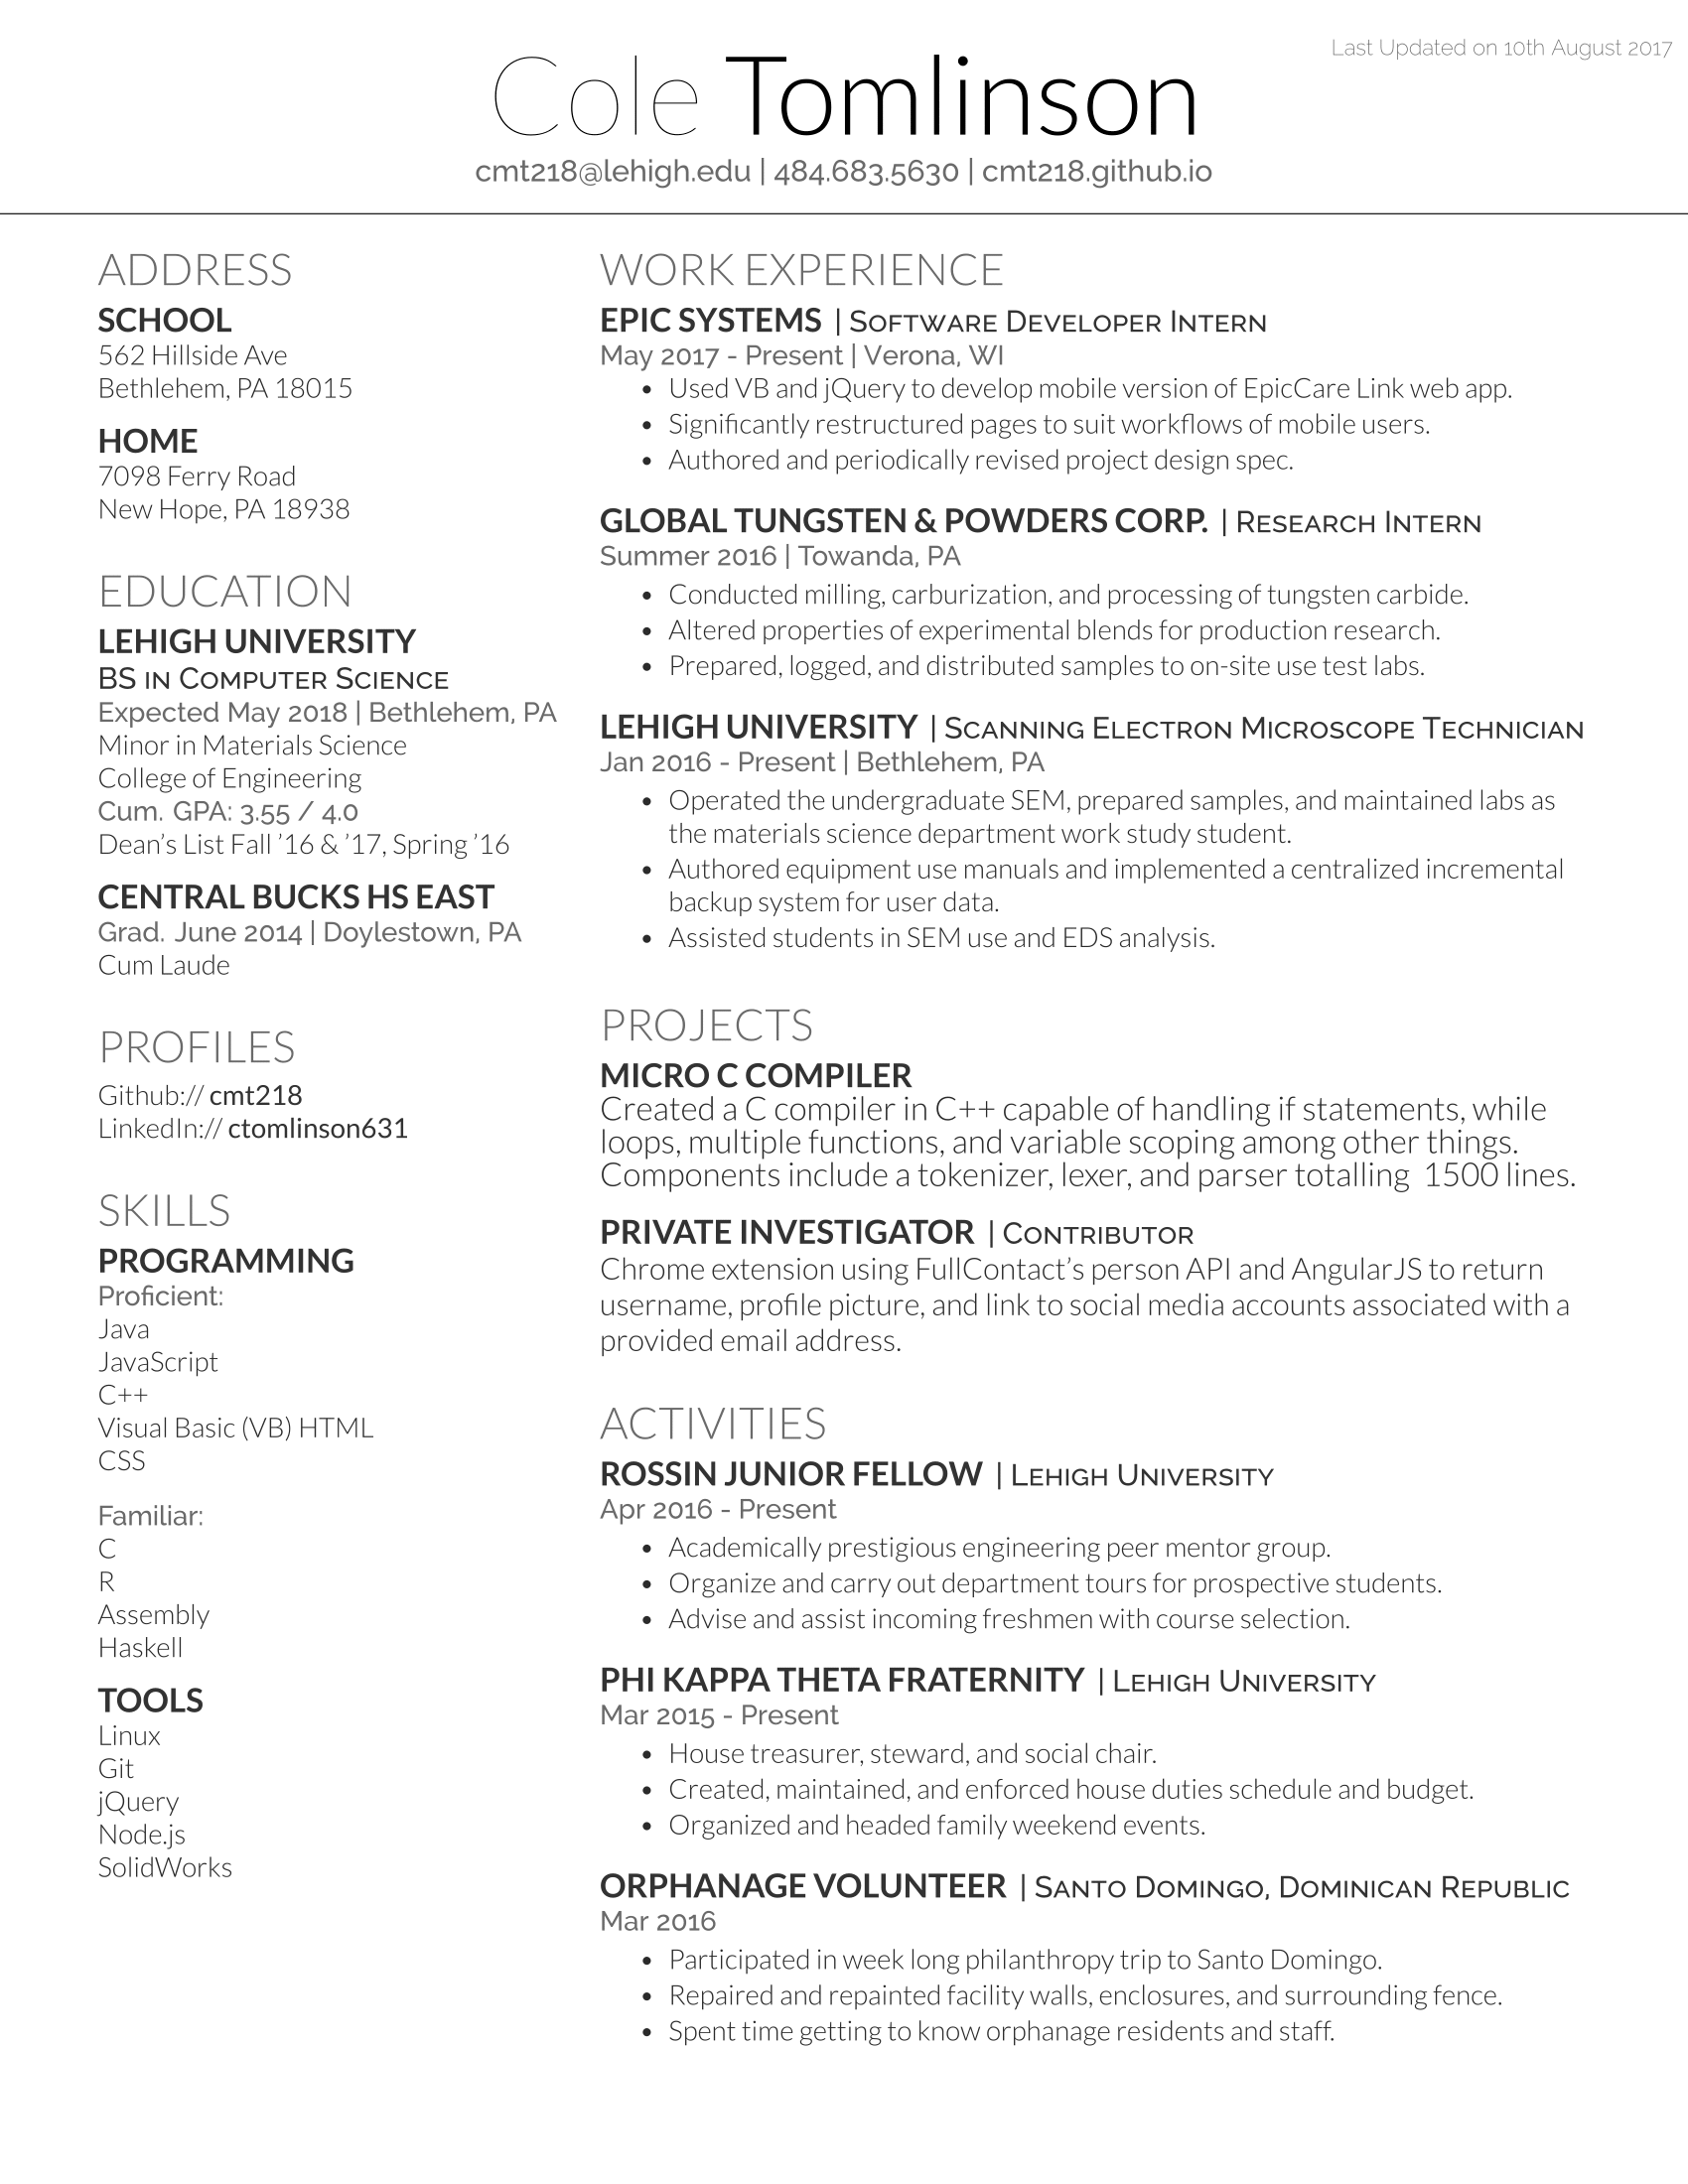 Last Updated on 10th August 2017
Cole Tomlinson
cmt218@lehigh.edu | 484.683.5630 | cmt218.github.io
ADDRESS
SCHOOL
562 Hillside Ave
Bethlehem, PA 18015
HOME
7098 Ferry Road
New Hope, PA 18938
EDUCATION
LEHIGH UNIVERSITY
BS in Computer Science
Expected May 2018 | Bethlehem, PA
Minor in Materials Science
College of Engineering
Cum. GPA: 3.55 / 4.0
Dean’s List Fall ’16 & ’17, Spring ’16
CENTRAL BUCKS HS EAST
Grad. June 2014 | Doylestown, PA
Cum Laude
PROFILES
Github:// cmt218
LinkedIn:// ctomlinson631
SKILLS
PROGRAMMING
Proficient:
Java
JavaScript
C++
Visual Basic (VB) HTML
CSS
Familiar:
C
R
Assembly
Haskell
TOOLS
Linux
Git
jQuery
Node.js
SolidWorks
WORK EXPERIENCE
EPIC SYSTEMS | Software Developer Intern
May 2017 - Present | Verona, WI
• Used VB and jQuery to develop mobile version of EpicCare Link web app.
• Significantly restructured pages to suit workflows of mobile users.
• Authored and periodically revised project design spec.
GLOBAL TUNGSTEN & POWDERS CORP. | Research Intern
Summer 2016 | Towanda, PA
• Conducted milling, carburization, and processing of tungsten carbide.
• Altered properties of experimental blends for production research.
• Prepared, logged, and distributed samples to on-site use test labs.
LEHIGH UNIVERSITY | Scanning Electron Microscope Technician
Jan 2016 - Present | Bethlehem, PA
• Operated the undergraduate SEM, prepared samples, and maintained labs as
the materials science department work study student.
• Authored equipment use manuals and implemented a centralized incremental
backup system for user data.
• Assisted students in SEM use and EDS analysis.
PROJECTS
MICRO C COMPILER
Created a C compiler in C++ capable of handling if statements, while
loops, multiple functions, and variable scoping among other things.
Components include a tokenizer, lexer, and parser totalling 1500 lines.
PRIVATE INVESTIGATOR | Contributor
Chrome extension using FullContact’s person API and AngularJS to return
username, profile picture, and link to social media accounts associated with a
provided email address.
ACTIVITIES
ROSSIN JUNIOR FELLOW | Lehigh University
Apr 2016 - Present
• Academically prestigious engineering peer mentor group.
• Organize and carry out department tours for prospective students.
• Advise and assist incoming freshmen with course selection.
PHI KAPPA THETA FRATERNITY | Lehigh University
Mar 2015 - Present
• House treasurer, steward, and social chair.
• Created, maintained, and enforced house duties schedule and budget.
• Organized and headed family weekend events.
ORPHANAGE VOLUNTEER | Santo Domingo, Dominican Republic
Mar 2016
• Participated in week long philanthropy trip to Santo Domingo.
• Repaired and repainted facility walls, enclosures, and surrounding fence.
• Spent time getting to know orphanage residents and staff.